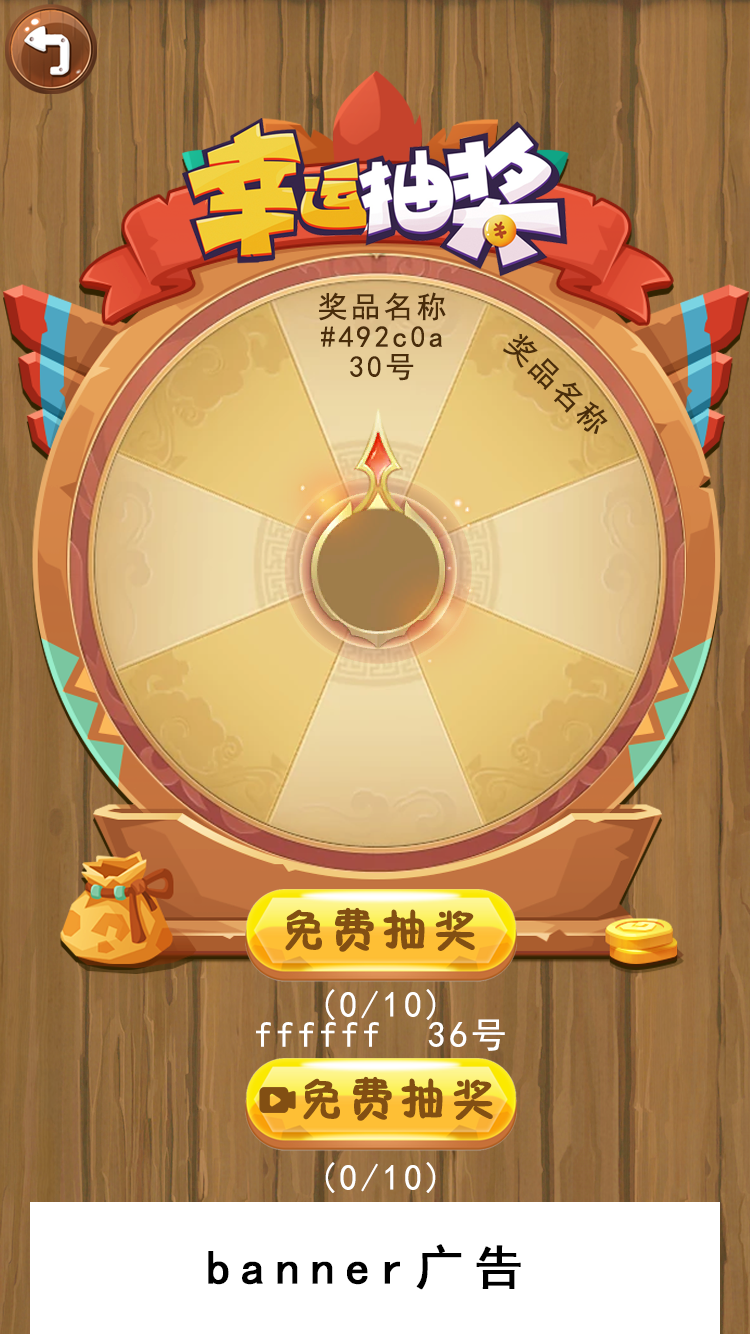 幸运抽奖
奖品名称
#492c0a
30号
奖品名称
免费抽奖
(0/10)
ffffff 36号
免费抽奖
(0/10)
banner广告